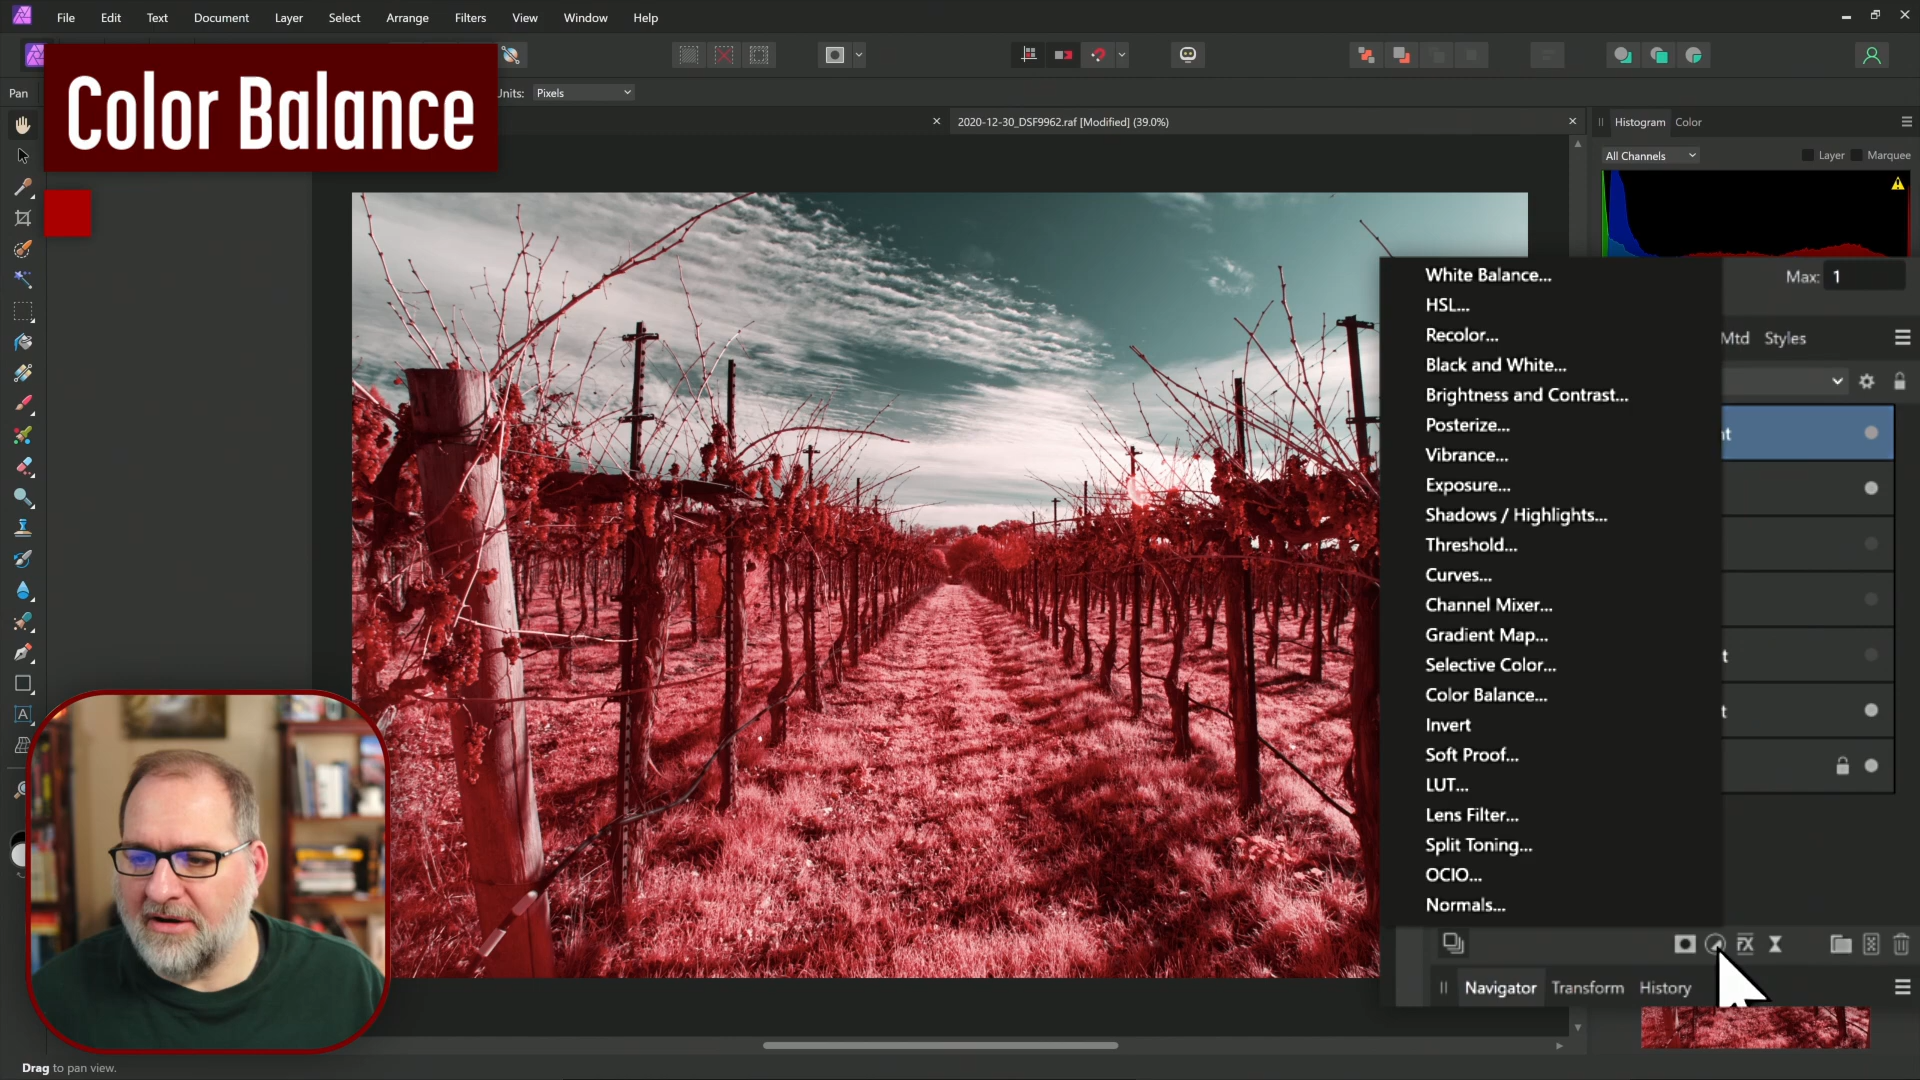 File Edit Text Document Layer Select Arrange Filters View Window Help
Color Balance
Pan
Units: Pixels
2020-12-30_DSF9962.raf [Modified] (39.0%)
Histogram Color
All Channels Layer Marquee
Max: 1
Mtd Styles
White Balance...
HSL...
Recolor...
Black and White...
Brightness and Contrast...
Posterize...
Vibrance...
Exposure...
Shadows / Highlights...
Threshold...
Curves...
Channel Mixer...
Gradient Map...
Selective Color...
Color Balance...
Invert
Soft Proof...
LUT...
Lens Filter...
Split Toning...
OCIO...
Normals...
Navigator Transform History
Drag to pan view.